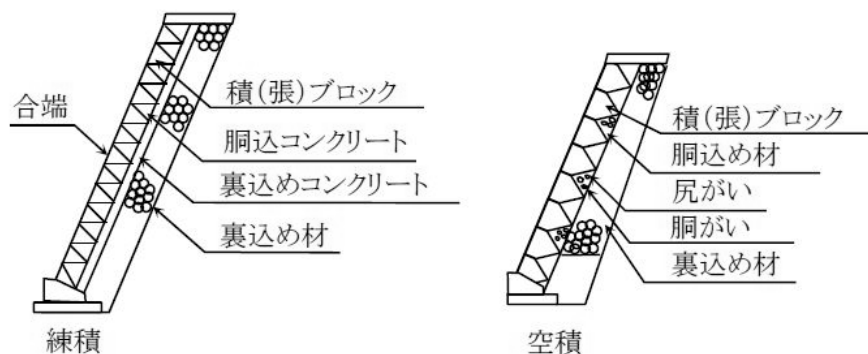 合端
積(張)ブロック
胴込コンクリート
裏込めコンクリート
裏込め材
練積
積(張)ブロック
胴込め材
尻がい
胴がい
裏込め材
空積